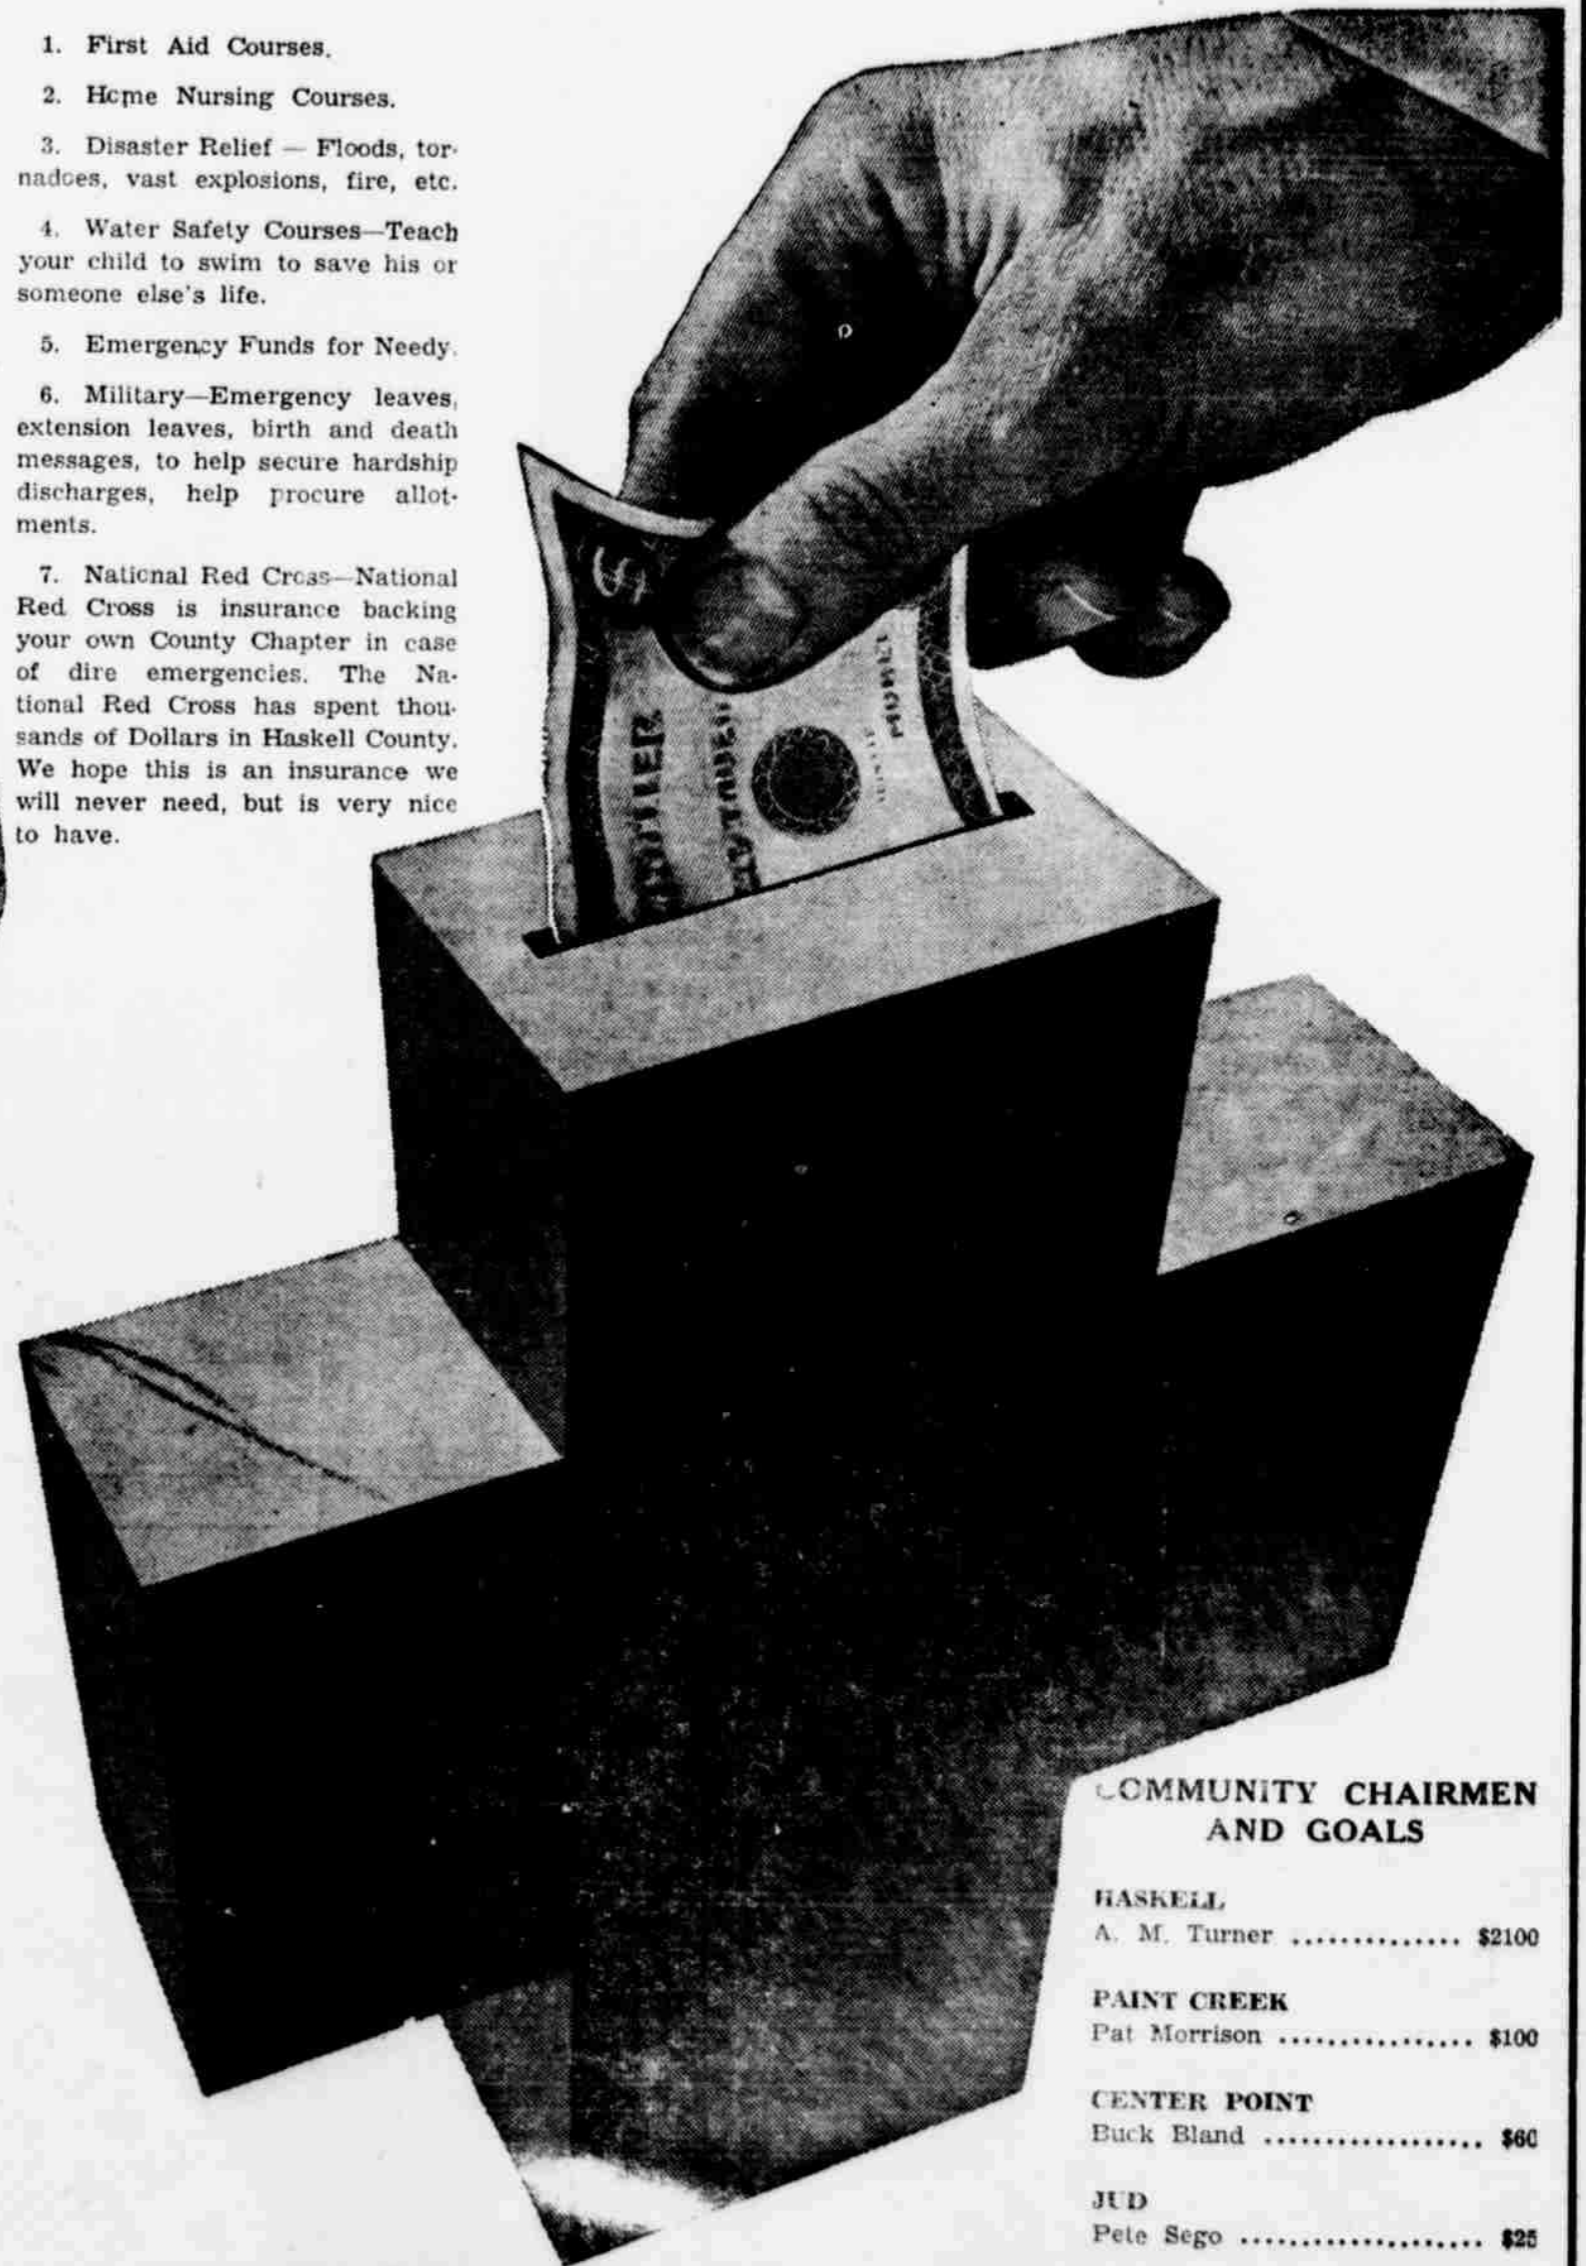 1. First Aid Courses.
2. Home Nursing Courses.
3. Disaster Relief — Floods, tor-
nadoes, vast explosions, fire, etc.
4. Water Safety Courses—Teach
your child to swim to save his or
someone else's life.
5. Emergency Funds for Needy.
6. Military—Emergency leaves,
extension leaves, birth and death
messages, to help secure hardship
discharges, help procure allot-
ments.
7. National Red Cross—National
Red Cross is insurance backing
your own County Chapter in case
of dire emergencies. The Na-
tional Red Cross has spent thou-
sands of Dollars in Haskell County.
We hope this is an insurance we
will never need, but is very nice
to have.
$
COMMUNITY CHAIRMEN
AND GOALS
HASKELL
A. M. Turner .............. $2100
PAINT CREEK
Pat Morrison ................ $100
CENTER POINT
Buck Bland .................. $60
JUD
Pete Sego .................... $25